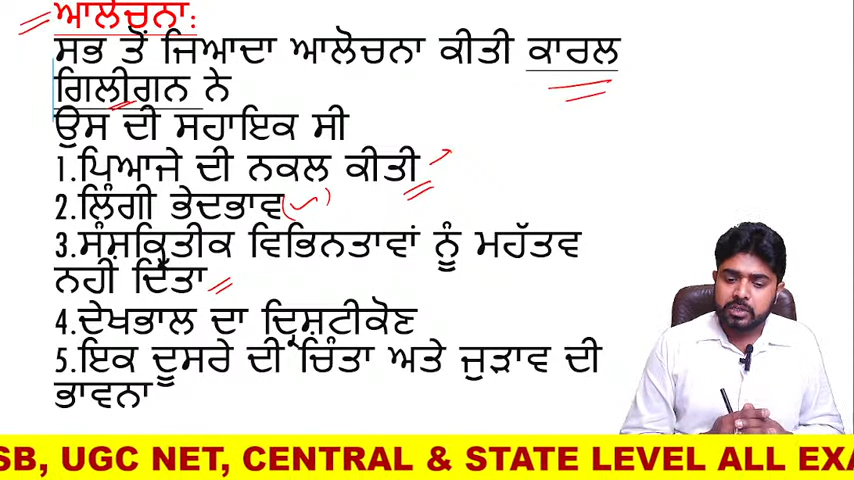 ਆਲੋਚਨਾ:
ਸਭ ਤੋਂ ਜਿਆਦਾ ਆਲੋਚਨਾ ਕੀਤੀ ਕਾਰਲ
ਗਿਲੀਗਨ ਨੇ
ਉਸ ਦੀ ਸਹਾਇਕ ਸੀ
1.ਪਿਆਜੇ ਦੀ ਨਕਲ ਕੀਤੀ
2.ਲਿੰਗੀ ਭੇਦਭਾਵ
3.ਸੰਸਕ੍ਰਿਤੀਕ ਵਿਭਿਨਤਾਵਾਂ ਨੂੰ ਮਹੱਤਵ
ਨਹੀਂ ਦਿੱਤਾ
4.ਦੇਖਭਾਲ ਦਾ ਦ੍ਰਿਸ਼ਟੀਕੋਣ
5.ਇਕ ਦੂਸਰੇ ਦੀ ਚਿੰਤਾ ਅਤੇ ਜੁੜਾਵ ਦੀ
ਭਾਵਨਾ
SB, UGC NET, CENTRAL & STATE LEVEL ALL EXA